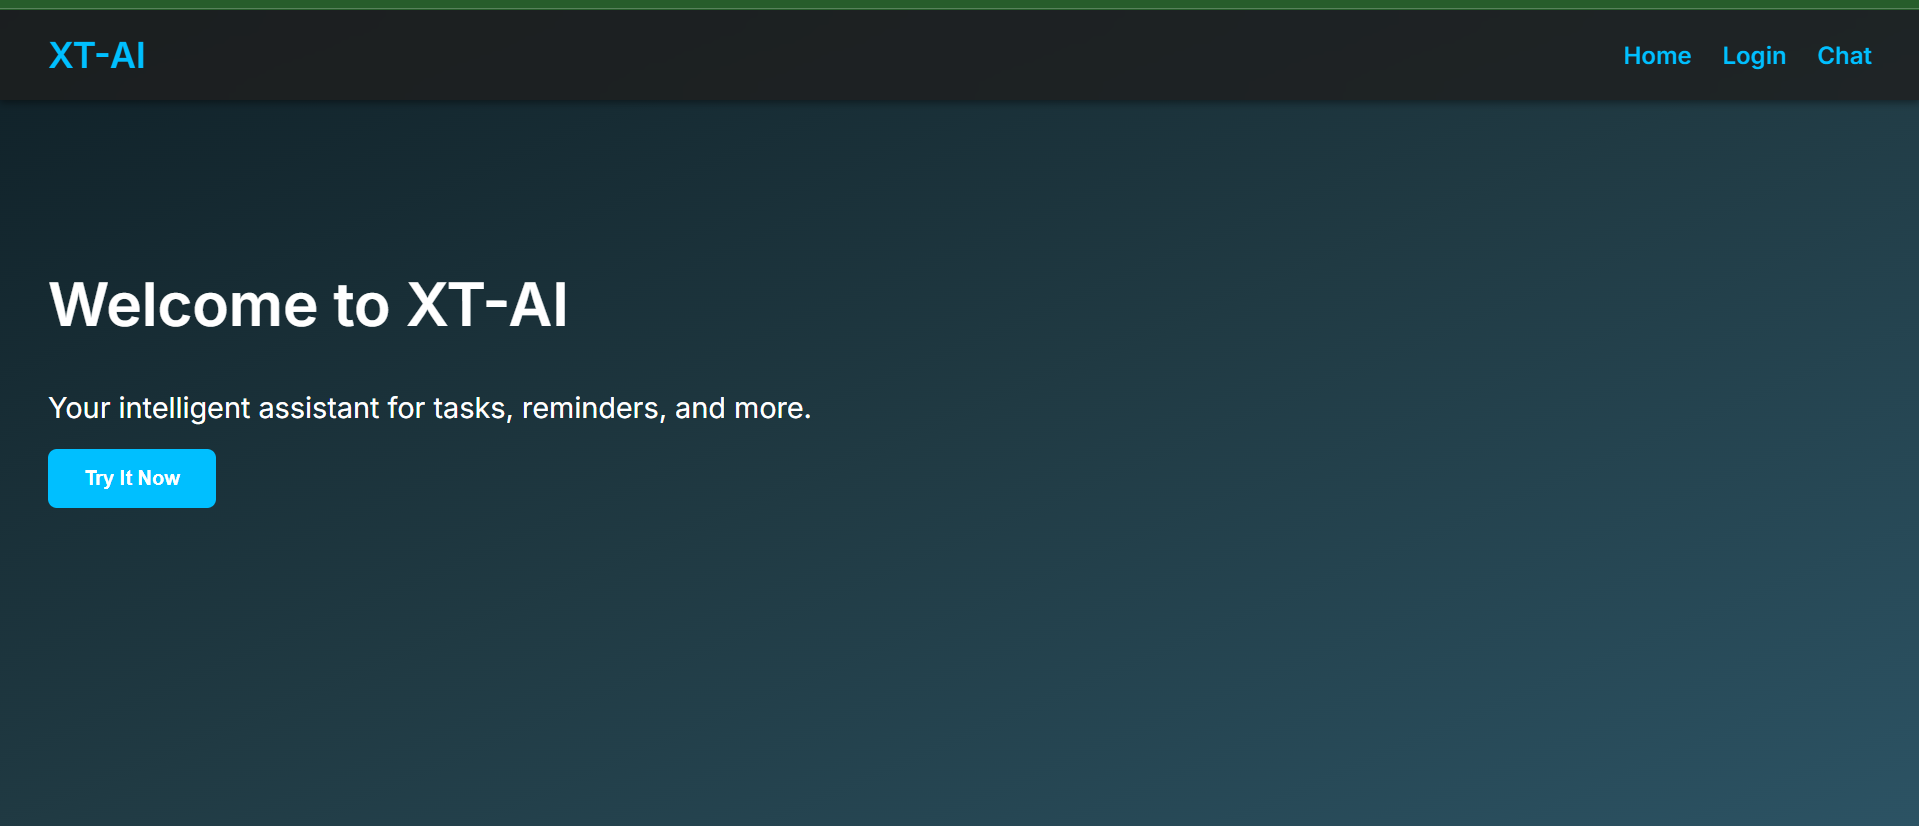 XT-AI
Home Login Chat
Welcome to XT-AI
Your intelligent assistant for tasks, reminders, and more.
Try It Now